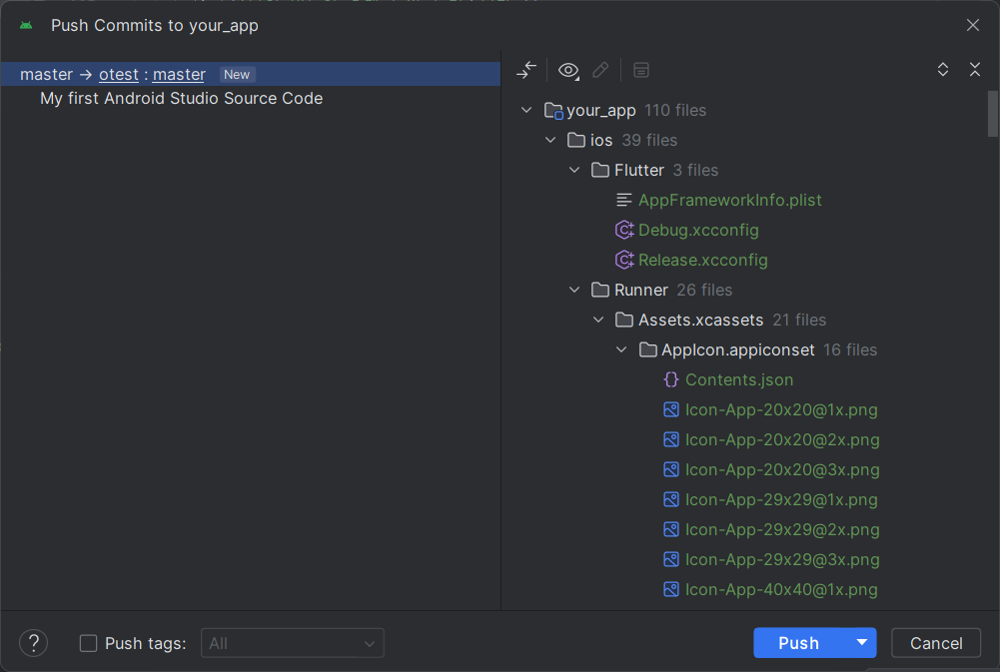 Push Commits to your_app
master → otest : master New
My first Android Studio Source Code
your_app 110 files
ios 39 files
Flutter 3 files
AppFrameworkInfo.plist
Debug.xcconfig
Release.xcconfig
Runner 26 files
Assets.xcassets 21 files
AppIcon.appiconset 16 files
Contents.json
Icon-App-20x20@1x.png
Icon-App-20x20@2x.png
Icon-App-20x20@3x.png
Icon-App-29x29@1x.png
Icon-App-29x29@2x.png
Icon-App-29x29@3x.png
Icon-App-40x40@1x.png
? Push tags: All Push Cancel